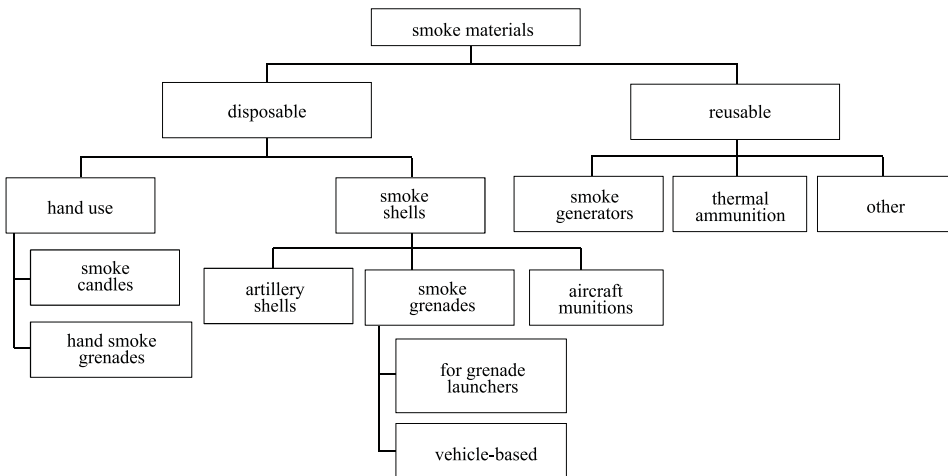 smoke materials
disposable
reusable
hand use
smoke
shells
smoke
generators
thermal
ammunition
other
smoke
candles
hand smoke
grenades
artillery
shells
smoke
grenades
aircraft
munitions
for grenade
launchers
vehicle-based